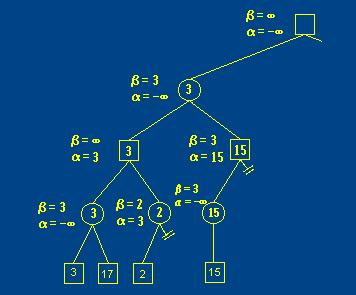 β = ∞
α = -∞
β = 3
α = -∞
3
β = ∞
α = 3
3
β = 3
α = 15
15
β = 3
α = -∞
3
β = 2
α = 3
2
β = 3
α = -∞
15
3
17
2
15